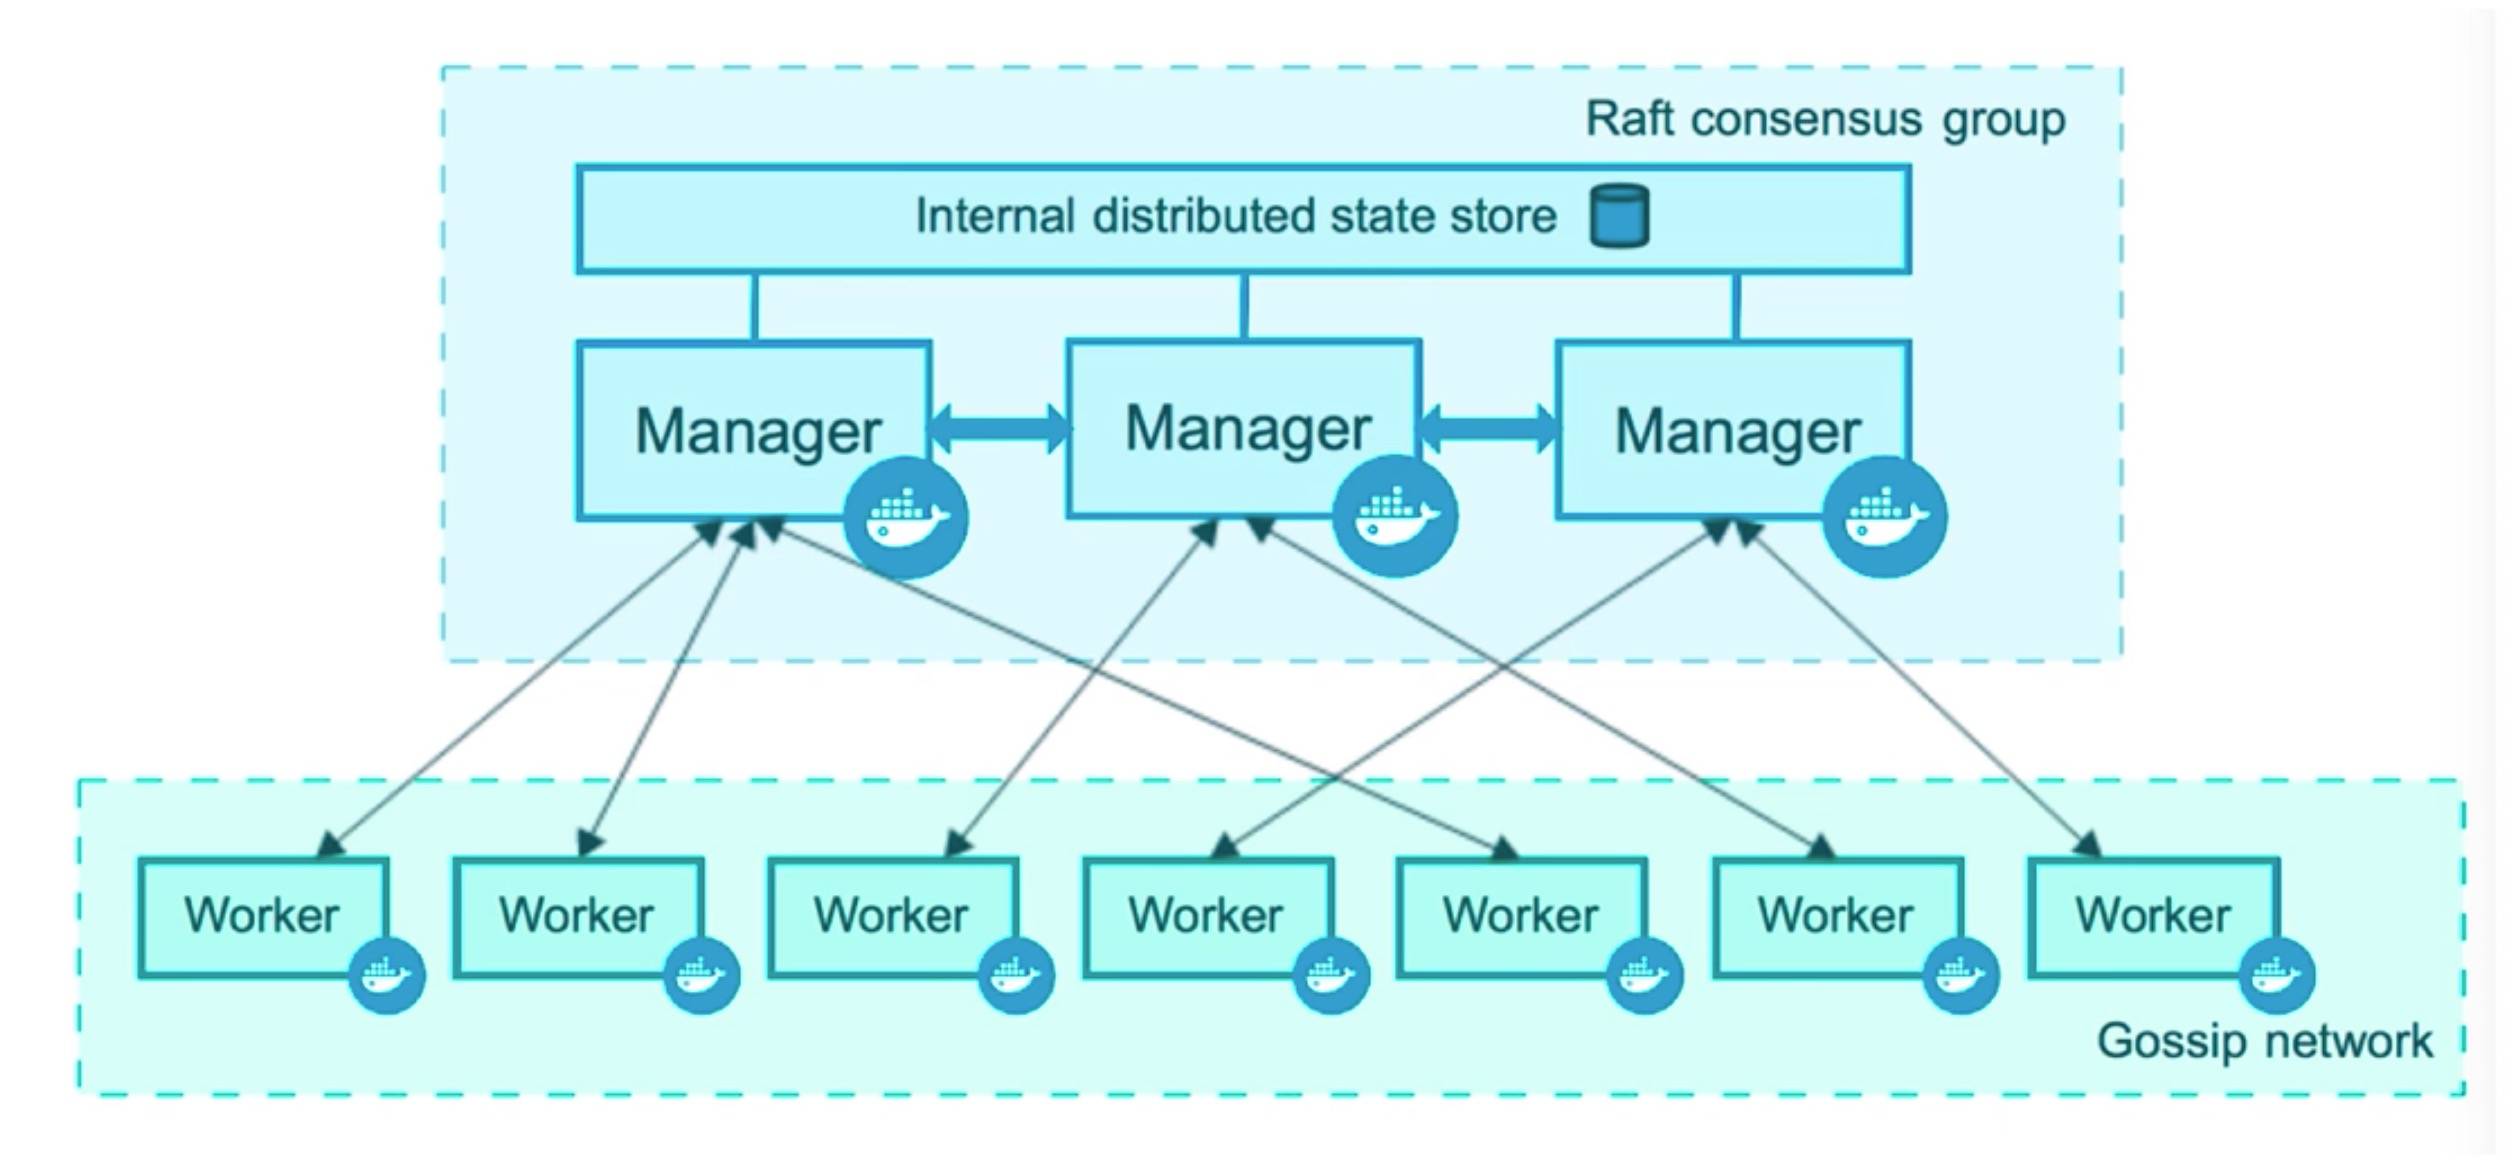 Raft consensus group
Internal distributed state store
Manager
Manager
Manager
Worker
Worker
Worker
Worker
Worker
Worker
Worker
Gossip network